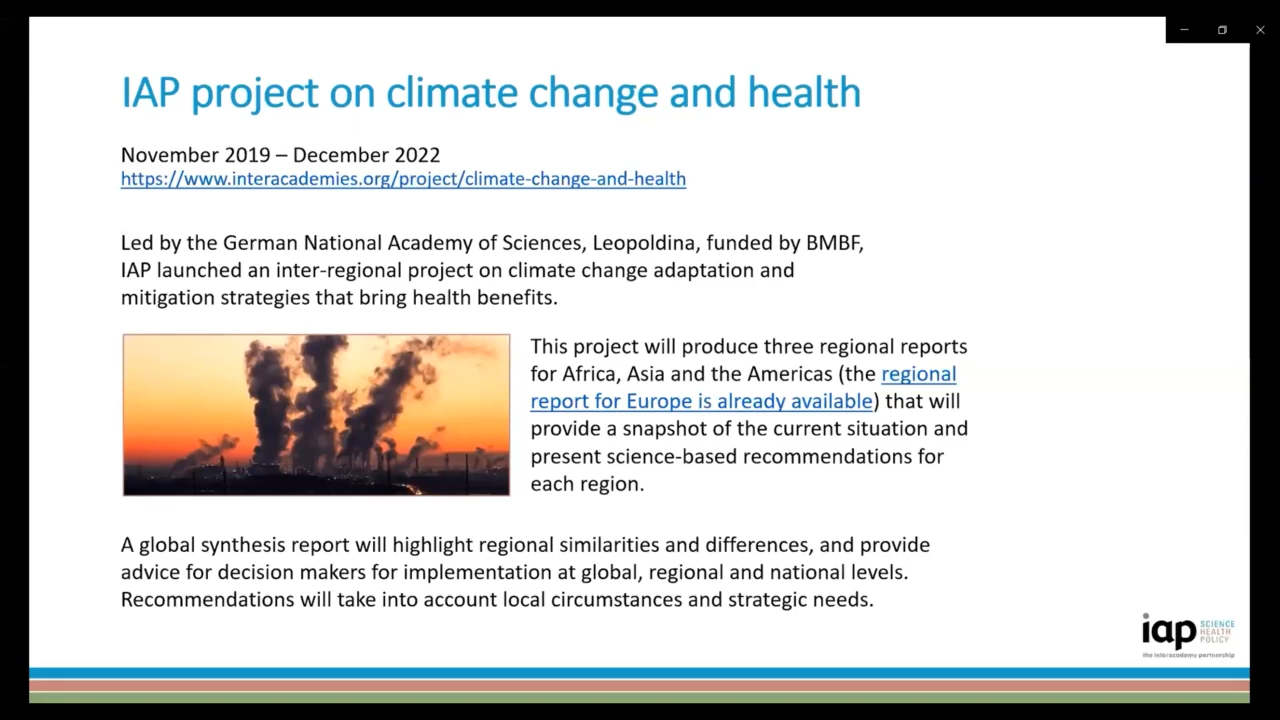 IAP project on climate change and health
November 2019 – December 2022
https://www.interacademies.org/project/climate-change-and-health
Led by the German National Academy of Sciences, Leopoldina, funded by BMBF,
IAP launched an inter-regional project on climate change adaptation and
mitigation strategies that bring health benefits.
This project will produce three regional reports
for Africa, Asia and the Americas (the regional
report for Europe is already available) that will
provide a snapshot of the current situation and
present science-based recommendations for
each region.
A global synthesis report will highlight regional similarities and differences, and provide
advice for decision makers for implementation at global, regional and national levels.
Recommendations will take into account local circumstances and strategic needs.
iap SCIENCE
HEALTH
POLICY
the interacademy partnership